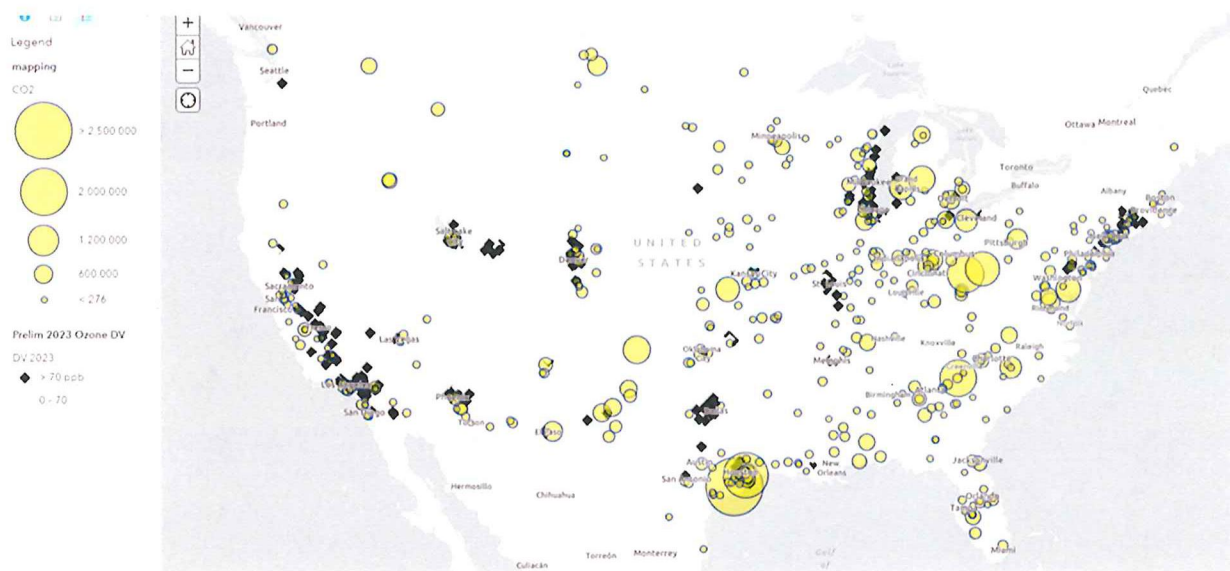 Legend
mapping
CO2
> 2,500,000
2,000,000
1,200,000
600,000
< 276
Prelim 2023 Ozone DV
DV 2023
> 70 ppb
0 - 70
+
−
Vancouver
Seattle
Portland
Quebec
Ottawa Montreal
Minneapolis
Toronto
Buffalo
Albany
Boston
Providence
Detroit
Cleveland
Pittsburgh
Philadelphia
Salt Lake
UNITED
STATES
Denver
Columbus
Cincinnati
Washington
Kansas City
St Louis
Louisville
Richmond
Norfolk
Sacramento
San
Francisco
Fresno
Las Vegas
Nashville
Knoxville
Raleigh
Charlotte
Oklahoma
City
Memphis
Los Angeles
Birmingham
Atlanta
San Diego
Phoenix
Tucson
Dallas
El Paso
Austin
Houston
San Antonio
New
Orleans
Jacksonville
Hermosillo
Chihuahua
Orlando
Tampa
Miami
Torreón
Monterrey
Culiacán
Gulf
of